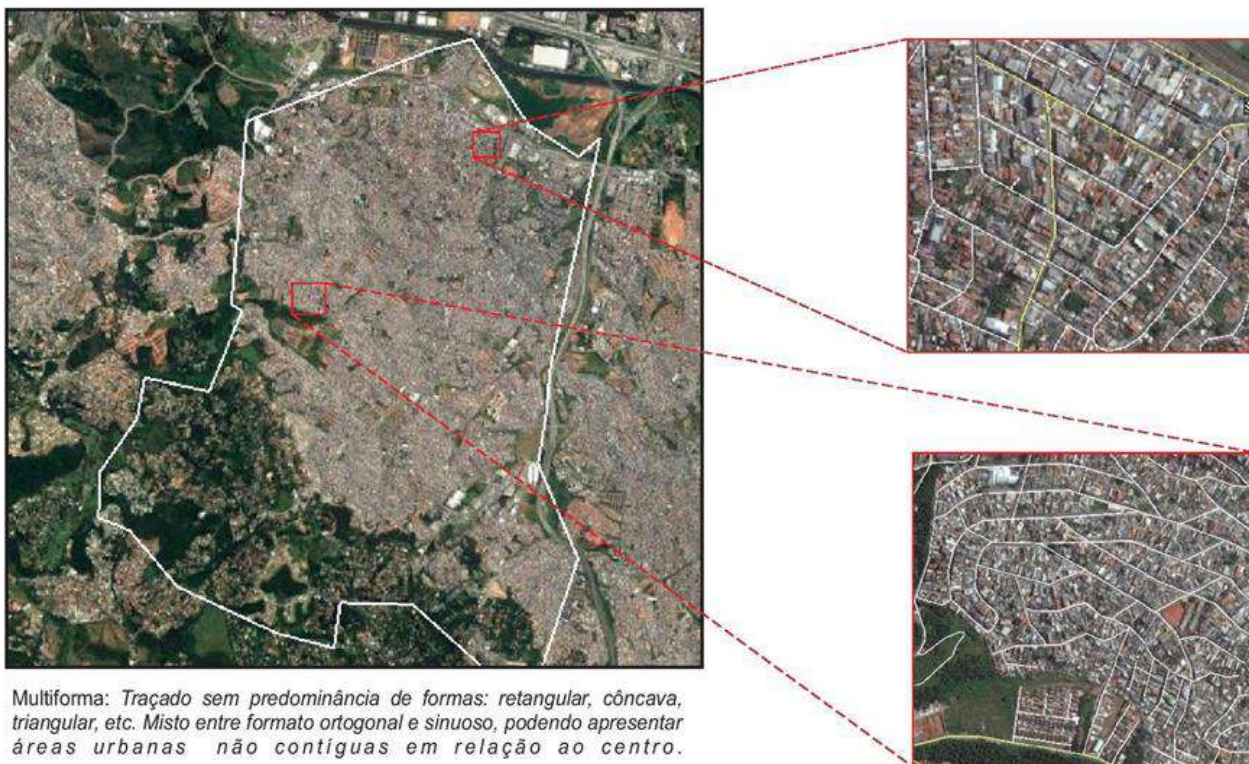 Multiforma: Traçado sem predominância de formas: retangular, côncava,
triangular, etc. Misto entre formato ortogonal e sinuoso, podendo apresentar
áreas urbanas não contíguas em relação ao centro.